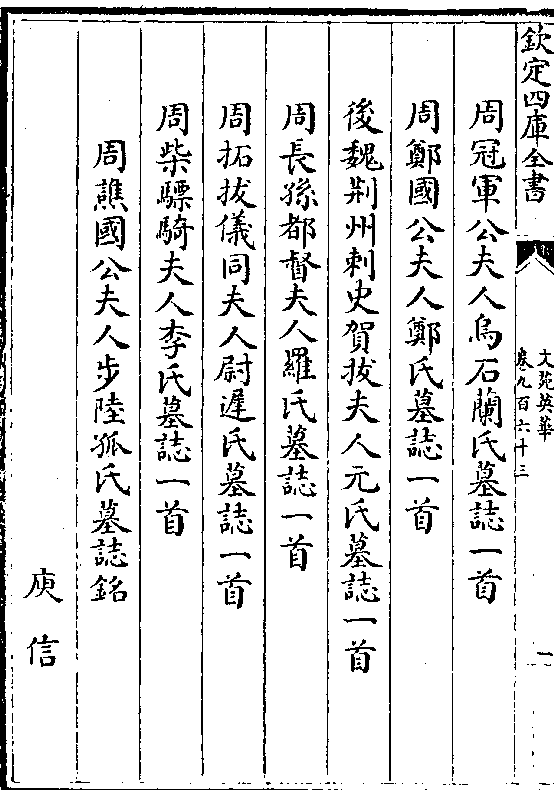 欽定四庫全書
文苑英華
卷九百六十三
一
周冠軍公夫人烏石蘭氏墓誌一首
周鄭國公夫人鄭氏墓誌一首
後魏荆州刺史賀拔夫人元氏墓誌一首
周長孫都督夫人羅氏墓誌一首
周拓拔儀同夫人尉遲氏墓誌一首
周柴驃騎夫人李氏墓誌一首
周譙國公夫人步陸孤氏墓誌銘
庾信